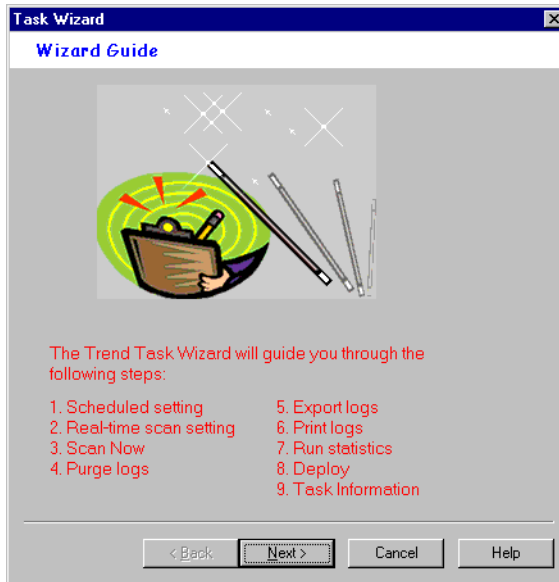 Task Wizard
Wizard Guide
The Trend Task Wizard will guide you through the
following steps:
1. Scheduled setting
2. Real-time scan setting
3. Scan Now
4. Purge logs
5. Export logs
6. Print logs
7. Run statistics
8. Deploy
9. Task Information
< Back
Next >
Cancel
Help